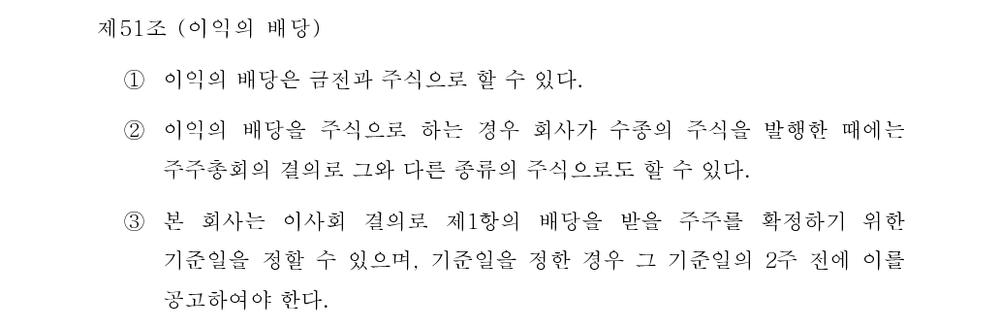 제51조 (이익의 배당)
① 이익의 배당은 금전과 주식으로 할 수 있다.
② 이익의 배당을 주식으로 하는 경우 회사가 수종의 주식을 발행한 때에는
주주총회의 결의로 그와 다른 종류의 주식으로도 할 수 있다.
③ 본 회사는 이사회 결의로 제1항의 배당을 받을 주주를 확정하기 위한
기준일을 정할 수 있으며, 기준일을 정한 경우 그 기준일의 2주 전에 이를
공고하여야 한다.